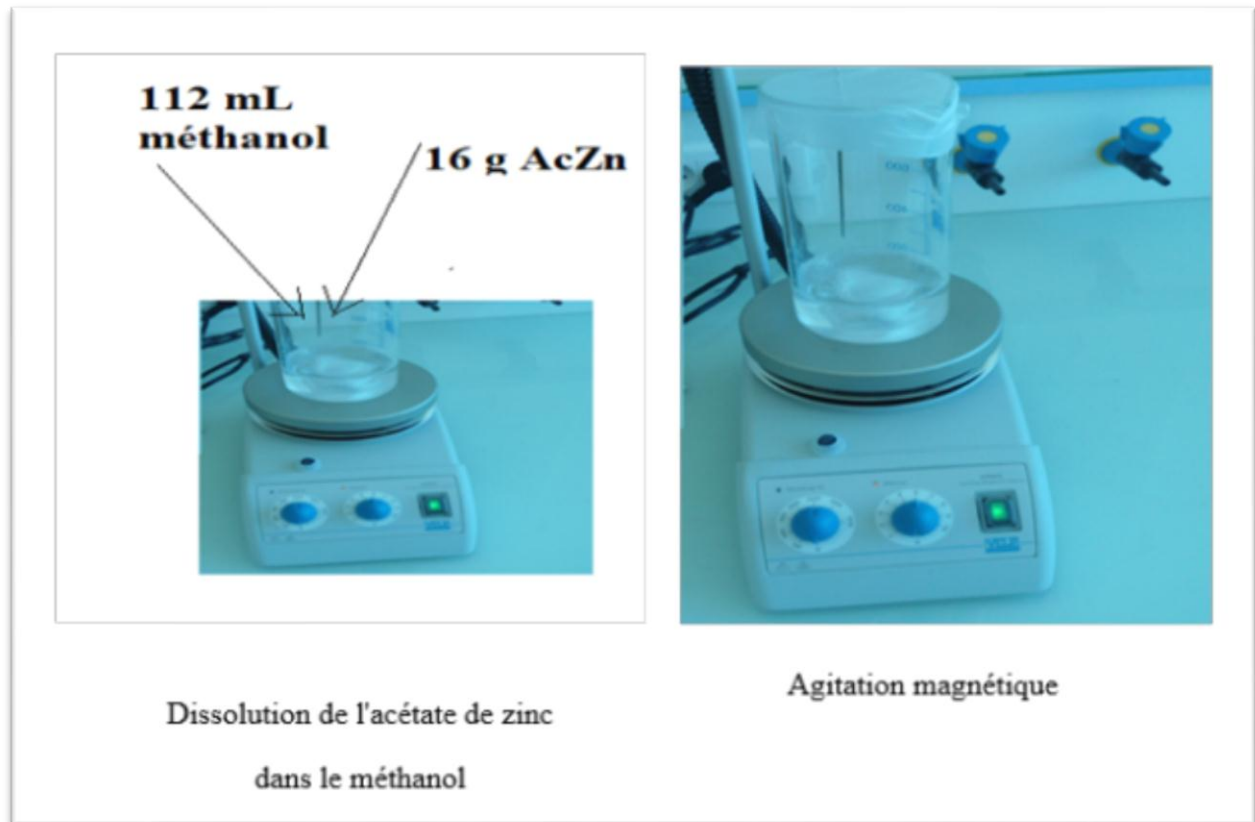 112 mL
méthanol
16 g AcZn
Dissolution de l'acétate de zinc
dans le méthanol
Agitation magnétique